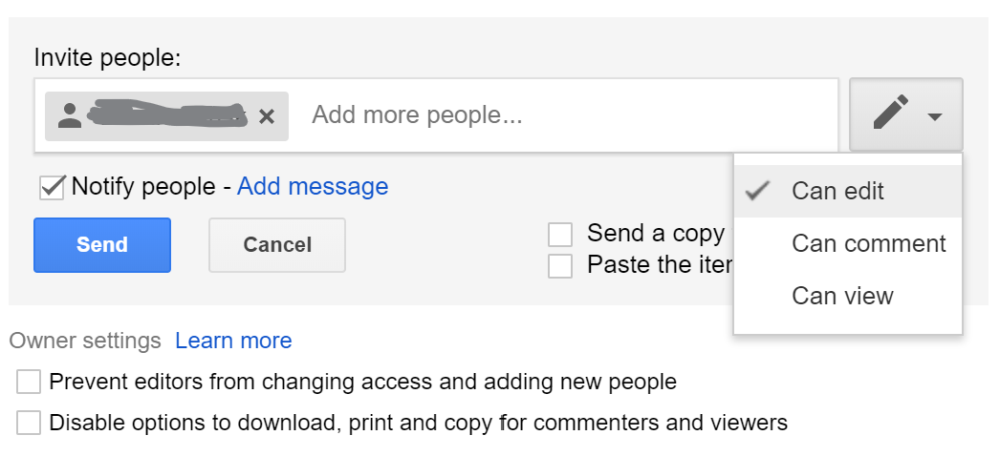 Invite people:
Add more people...
Notify people - Add message
Can edit
Can comment
Can view
Send
Cancel
Send a copy
Paste the
Owner settings Learn more
Prevent editors from changing access and adding new people
Disable options to download, print and copy for commenters and viewers